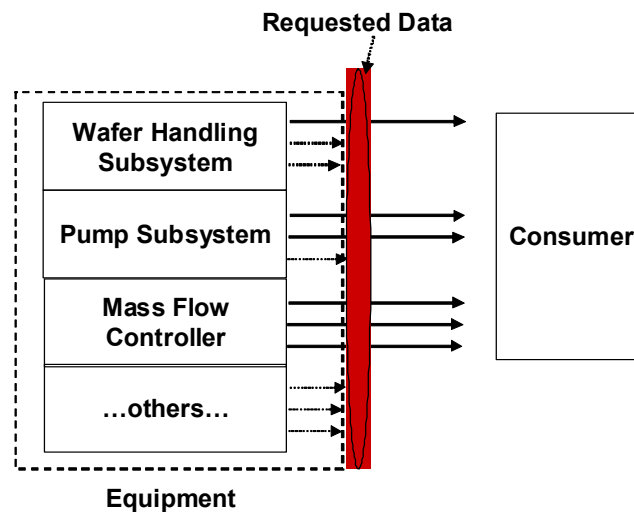 Requested Data
Wafer Handling
Subsystem
Pump Subsystem
Mass Flow
Controller
...others...
Consumer
Equipment